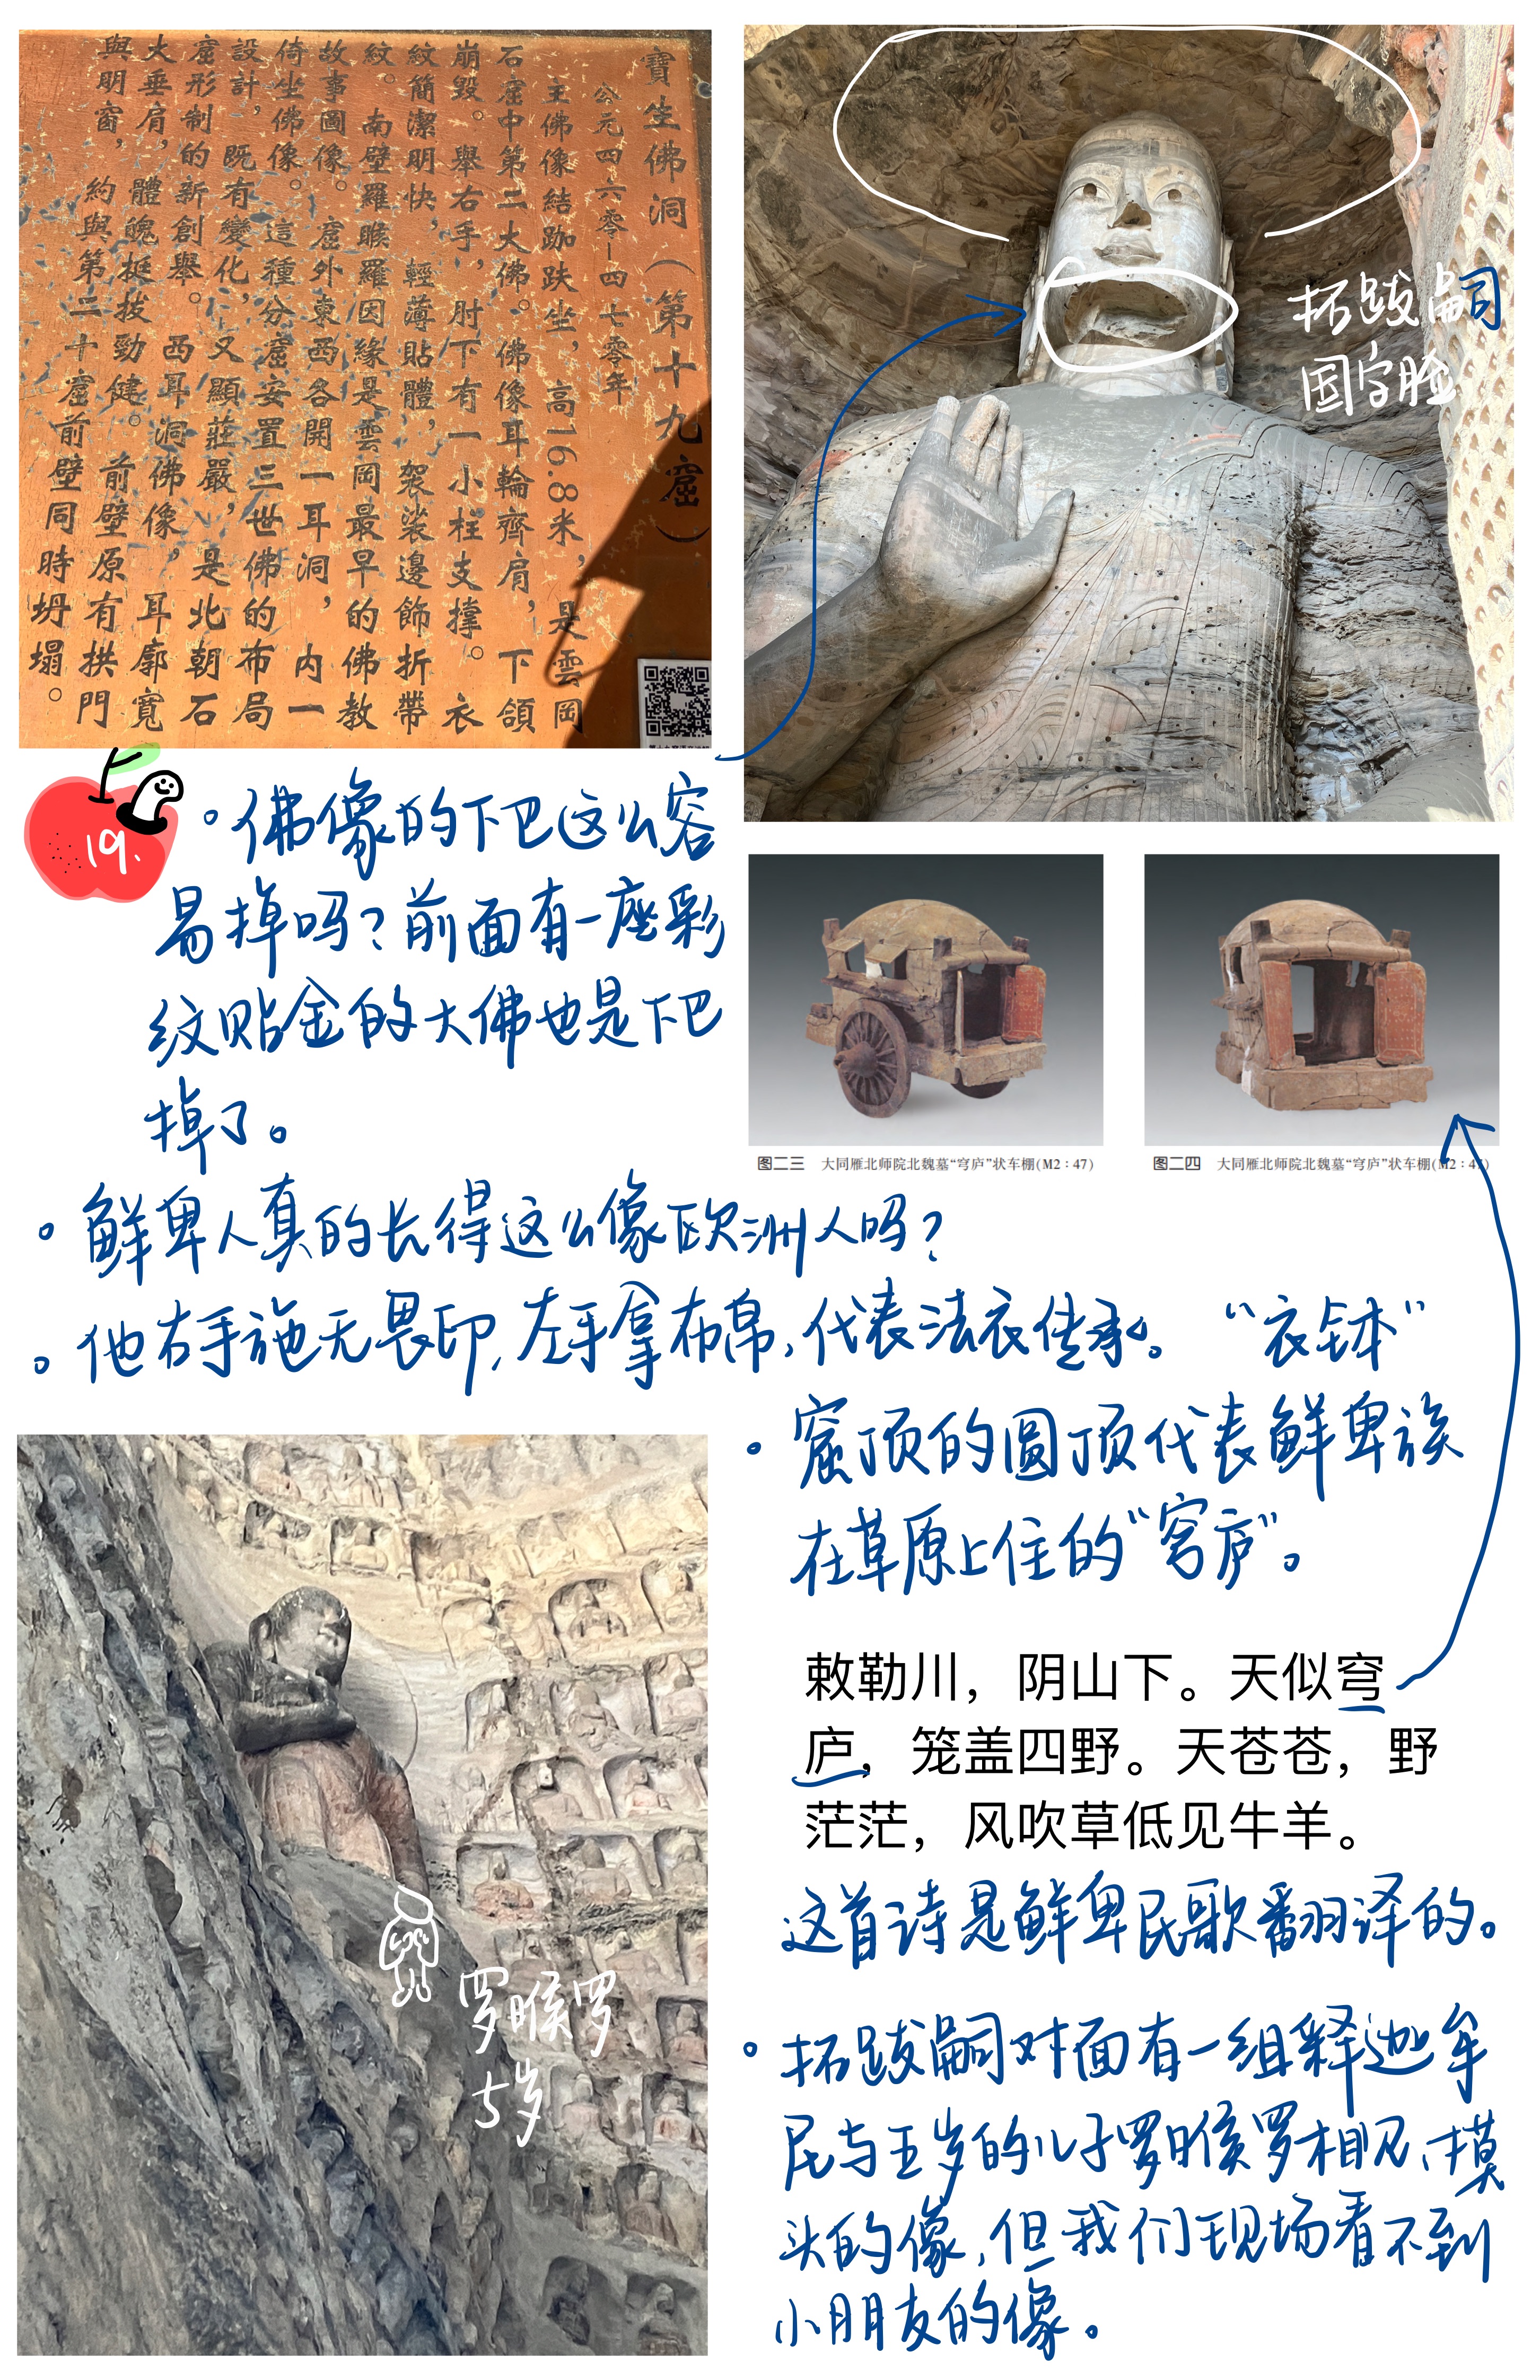 寶生佛洞（第十九窟）
公元四六零—四七零年
主佛像結跏趺坐，高16.8米，是雲岡
石窟中第二大佛。佛像耳輪齊肩，下頜
崩毀。舉右手，肘下有一小柱支撐。衣
紋簡潔明快，輕薄貼體，袈裟邊飾折帶
紋。南壁羅睺羅因緣是雲岡最早的佛教
故事圖像。窟外東西各開一耳洞，內一
倚坐佛像。這種分窟安置三世佛的布局
設計，既有變化，又顯莊嚴，是北朝石
窟形制的新創舉。西耳洞佛像，耳廓寬
大垂肩，體魄挺拔勁健。前壁原有拱門
與明窗，約與第二十窟前壁同時坍塌。
拓跋嗣
国字脸
19.
。佛像的下巴这么容
易掉吗？前面有一座彩
纹贴金的大佛也是下巴
掉了。
图二三 大同雁北师院北魏墓“穹庐”状车棚(M2：47)
图二四 大同雁北师院北魏墓“穹庐”状车棚(M2：47)
。鲜卑人真的长得这么像欧洲人吗？
。他右手施无畏印，左手拿布帛，代表法衣传承。“衣钵”
。窟顶的圆顶代表鲜卑族
在草原上住的“穹庐”。
敕勒川，阴山下。天似穹
庐，笼盖四野。天苍苍，野
茫茫，风吹草低见牛羊。
这首诗是鲜卑民歌翻译的。
罗睺罗
5岁
。拓跋嗣对面有一组释迦牟
尼与五岁的儿子罗睺罗相见、摸
头的像，但我们现场看不到
小朋友的像。